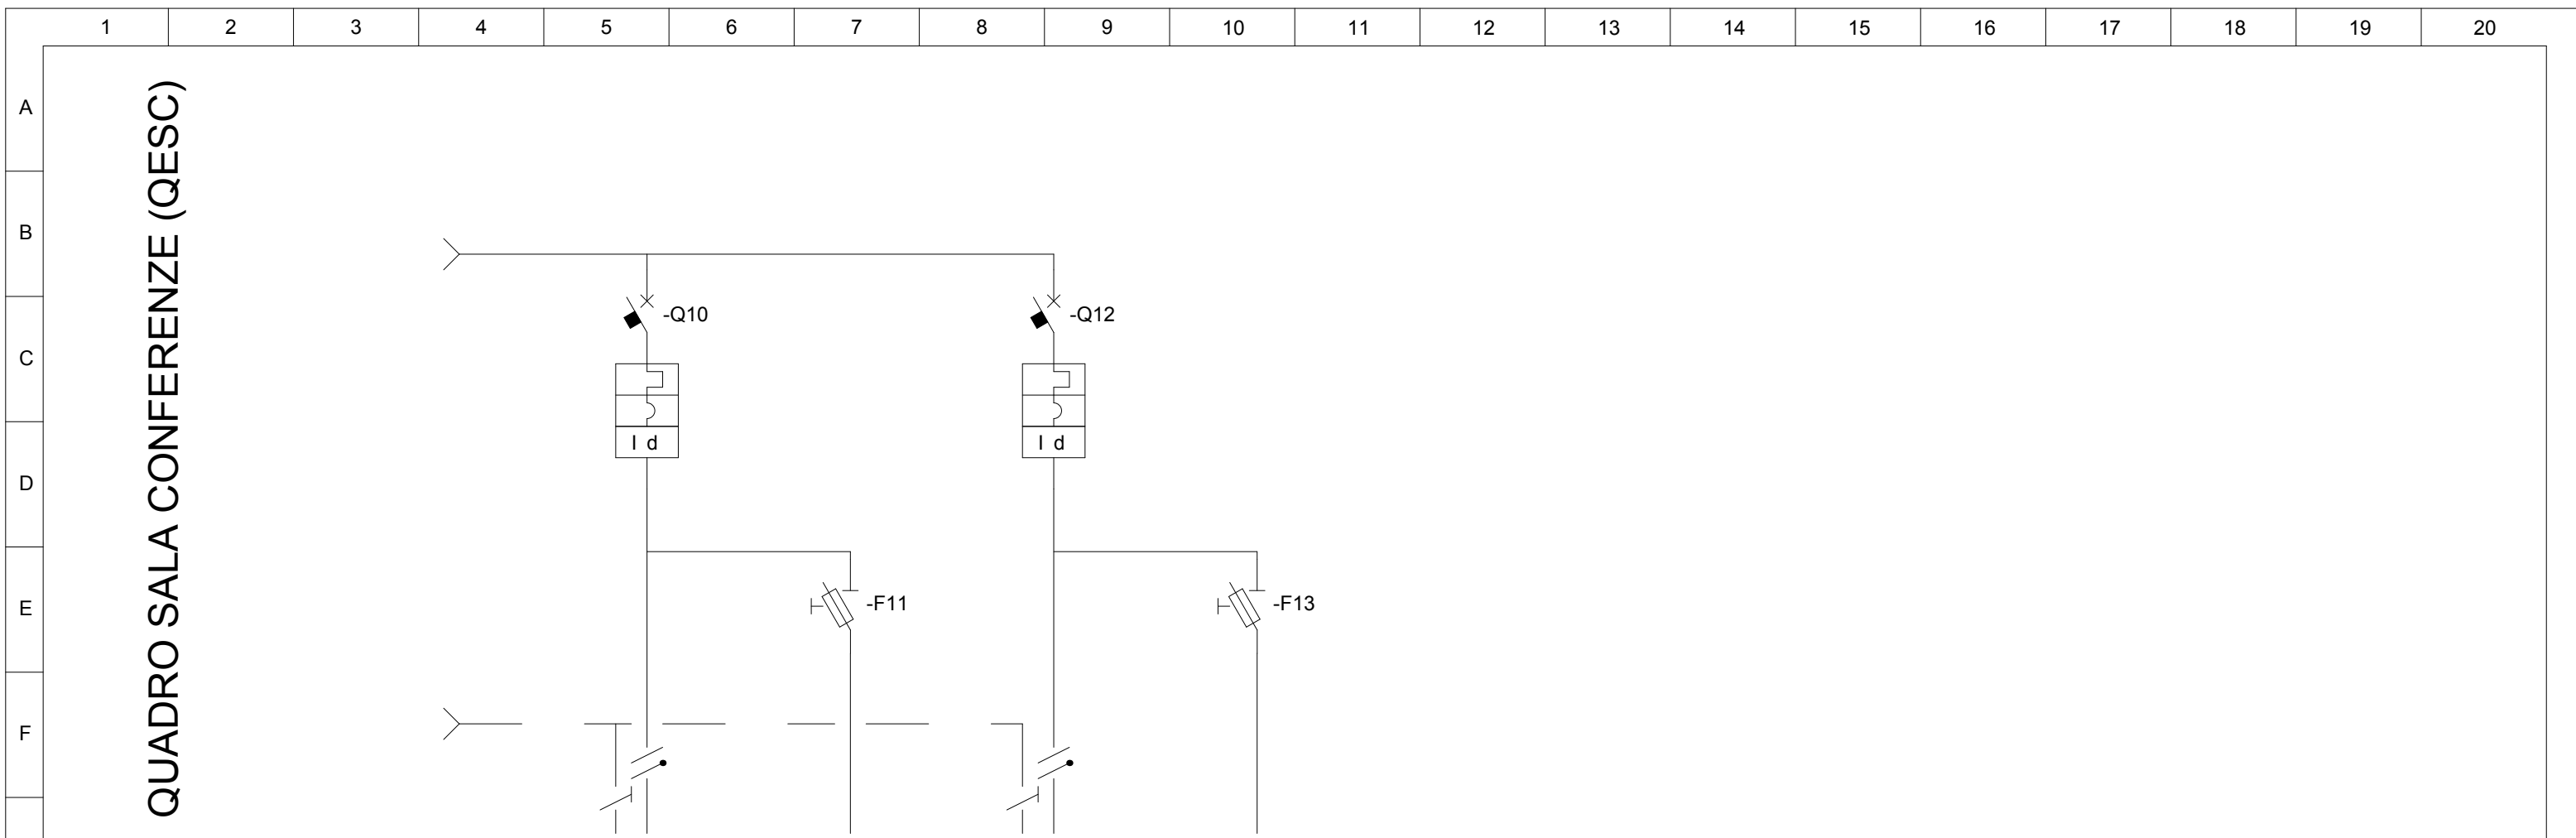 1 2 3 4 5 6 7 8 9 10 11 12 13 14 15 16 17 18 19 20
A
B
C
D
E
F
QUADRO SALA CONFERENZE (QESC)
-Q10
-Q12
I d
I d
-F11
-F13